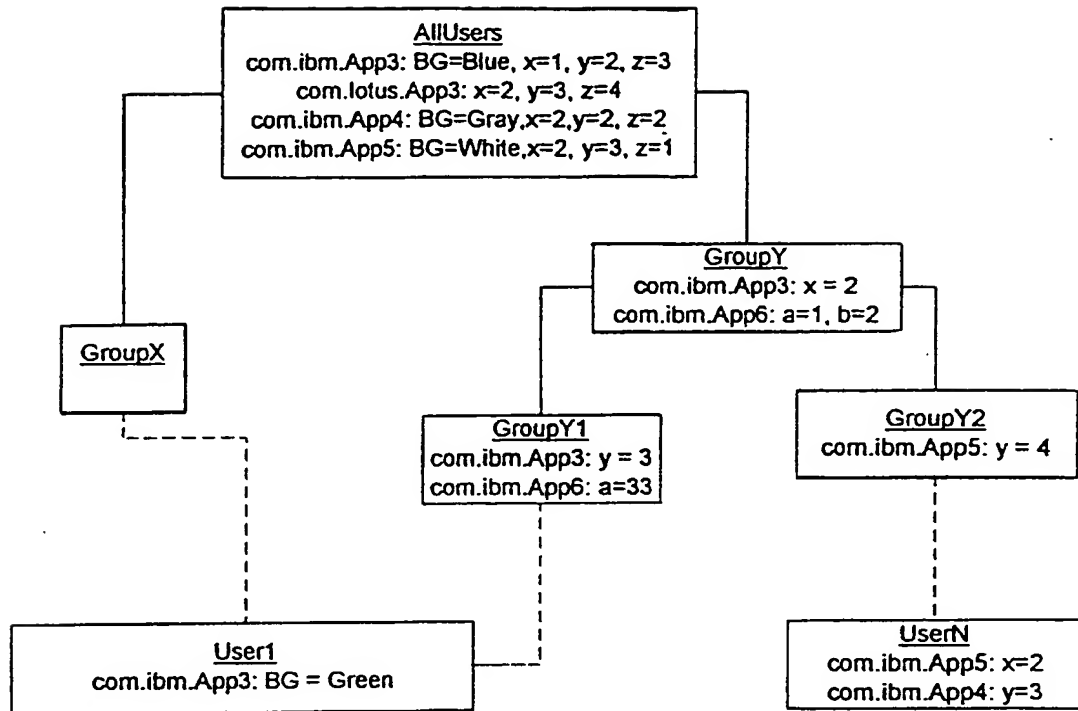 AllUsers
com.ibm.App3: BG=Blue, x=1, y=2, z=3
com.lotus.App3: x=2, y=3, z=4
com.ibm.App4: BG=Gray,x=2,y=2, z=2
com.ibm.App5: BG=White,x=2, y=3, z=1
GroupY
com.ibm.App3: x = 2
com.ibm.App6: a=1, b=2
GroupX
GroupY1
com.ibm.App3: y = 3
com.ibm.App6: a=33
GroupY2
com.ibm.App5: y = 4
User1
com.ibm.App3: BG = Green
UserN
com.ibm.App5: x=2
com.ibm.App4: y=3